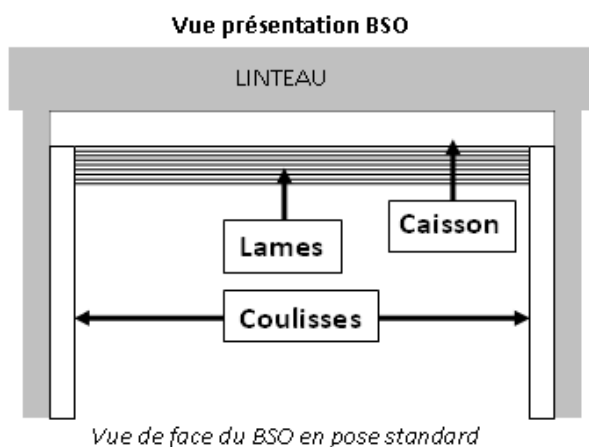 Vue présentation BSO
LINTEAU
Caisson
Lames
Coulisses
Vue de face du BSO en pose standard